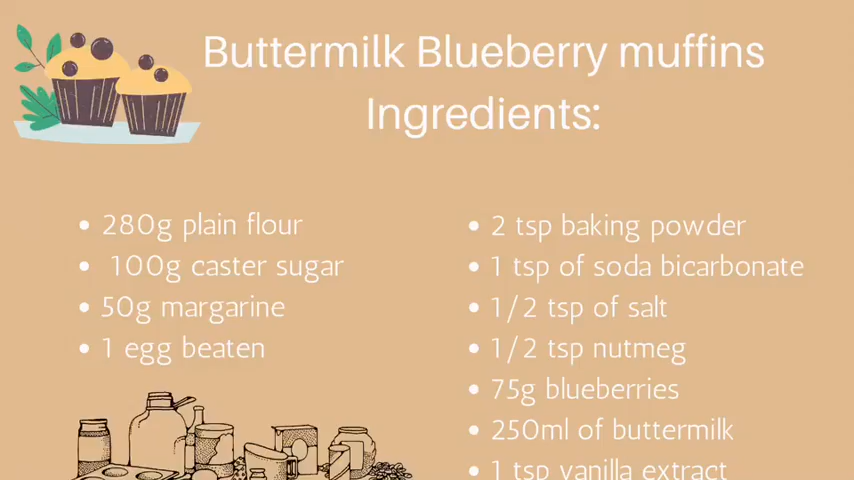 Buttermilk Blueberry muffins
Ingredients:
• 280g plain flour
• 100g caster sugar
• 50g margarine
• 1 egg beaten
• 2 tsp baking powder
• 1 tsp of soda bicarbonate
• 1/2 tsp of salt
• 1/2 tsp nutmeg
• 75g blueberries
• 250ml of buttermilk
• 1 tsp vanilla extract